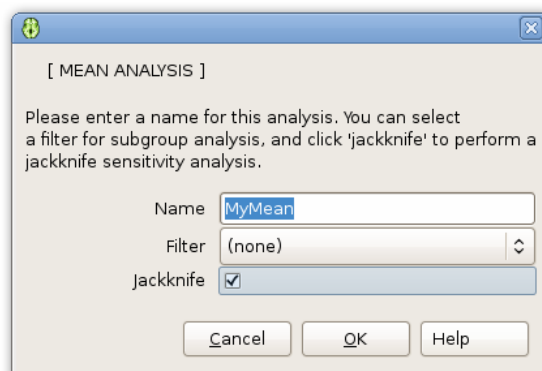 [ MEAN ANALYSIS ]
Please enter a name for this analysis. You can select
a filter for subgroup analysis, and click 'jackknife' to perform a
jackknife sensitivity analysis.
Name MyMean
Filter (none)
Jackknife
Cancel OK Help